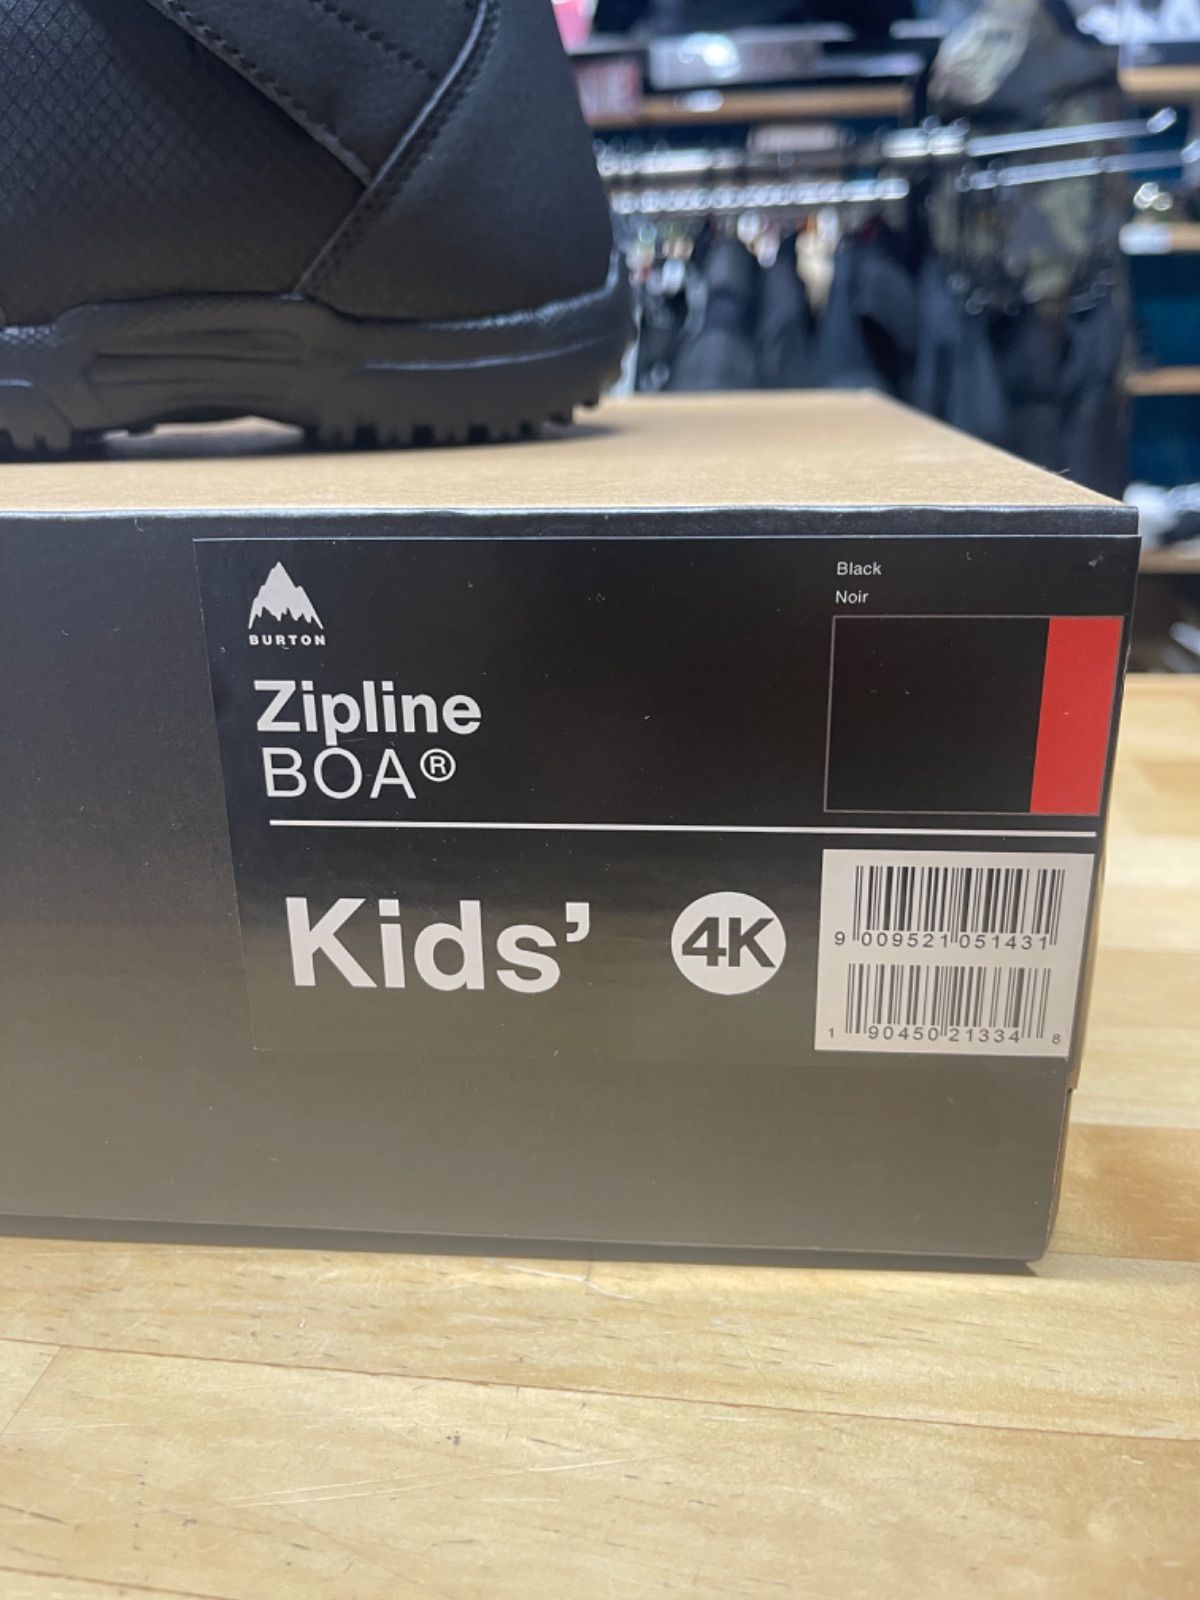 BURTON
Zipline
BOA®
Black
Noir
Kids’
4K
9 009521 051431
1 90450 21334 8